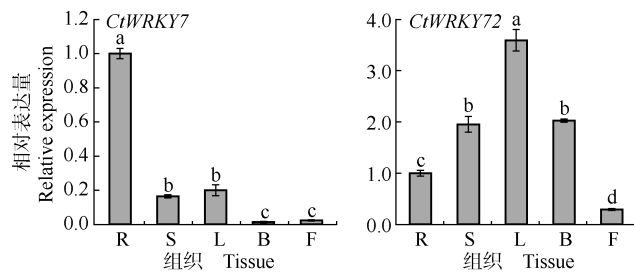 CtWRKY7
相对表达量
Relative expression
1.2
1.0
0.8
0.6
0.4
0.2
0.0
a
b
b
c
c
R S L B F
组织 Tissue
CtWRKY72
4.0
3.0
2.0
1.0
0.0
c
b
a
b
d
R S L B F
组织 Tissue